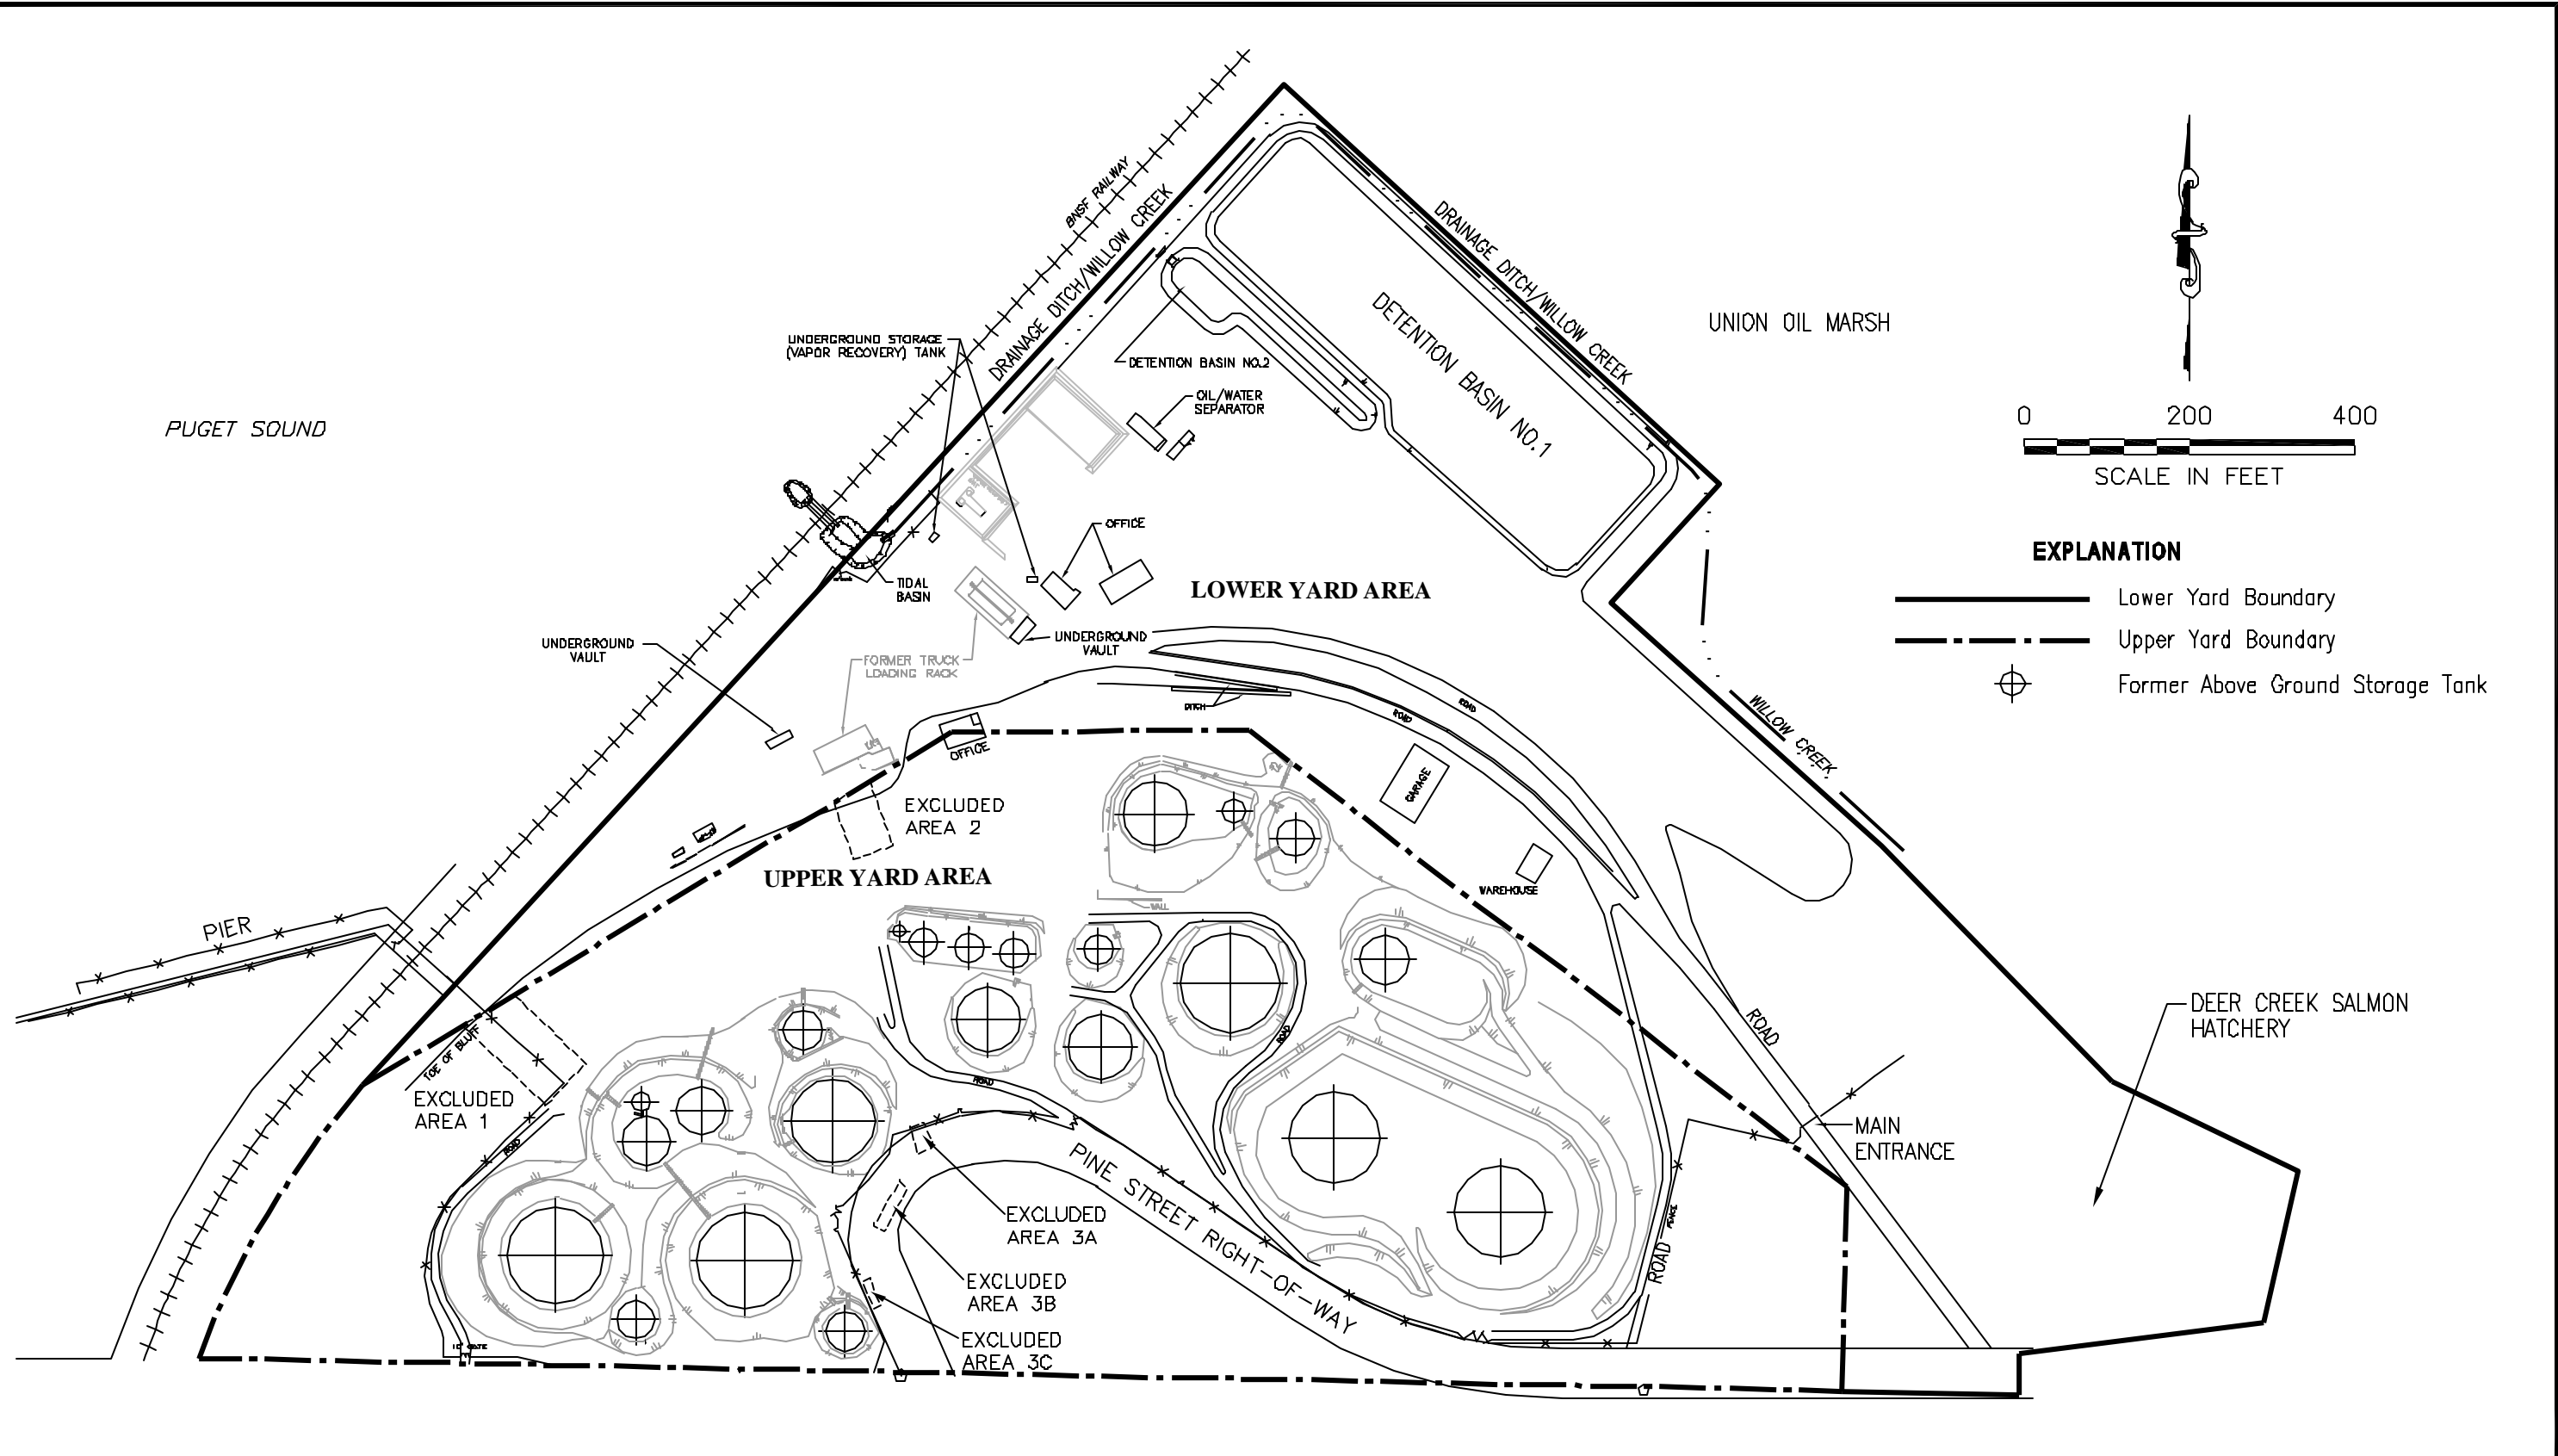 BNSF RAILWAY
DRAINAGE DITCH/WILLOW CREEK
DRAINAGE DITCH/WILLOW CREEK
DETENTION BASIN NO.1
UNION OIL MARSH
UNDERGROUND STORAGE
(VAPOR RECOVERY) TANK
DETENTION BASIN NO.2
OIL/WATER
SEPARATOR
PUGET SOUND
0 200 400
SCALE IN FEET
EXPLANATION
Lower Yard Boundary
Upper Yard Boundary
Former Above Ground Storage Tank
OFFICE
TIDAL
BASIN
LOWER YARD AREA
UNDERGROUND
VAULT
UNDERGROUND
VAULT
FORMER TRUCK
LOADING RACK
DITCH
ROAD
ROAD
WILLOW CREEK
OFFICE
GARAGE
EXCLUDED
AREA 2
UPPER YARD AREA
WAREHOUSE
WALL
PIER
TOE OF BLUFF
EXCLUDED
AREA 1
ROAD
ROAD
ROAD
ROAD
DEER CREEK SALMON
HATCHERY
MAIN
ENTRANCE
PINE STREET RIGHT-OF-WAY
EXCLUDED
AREA 3A
EXCLUDED
AREA 3B
EXCLUDED
AREA 3C
FENCE
ROAD